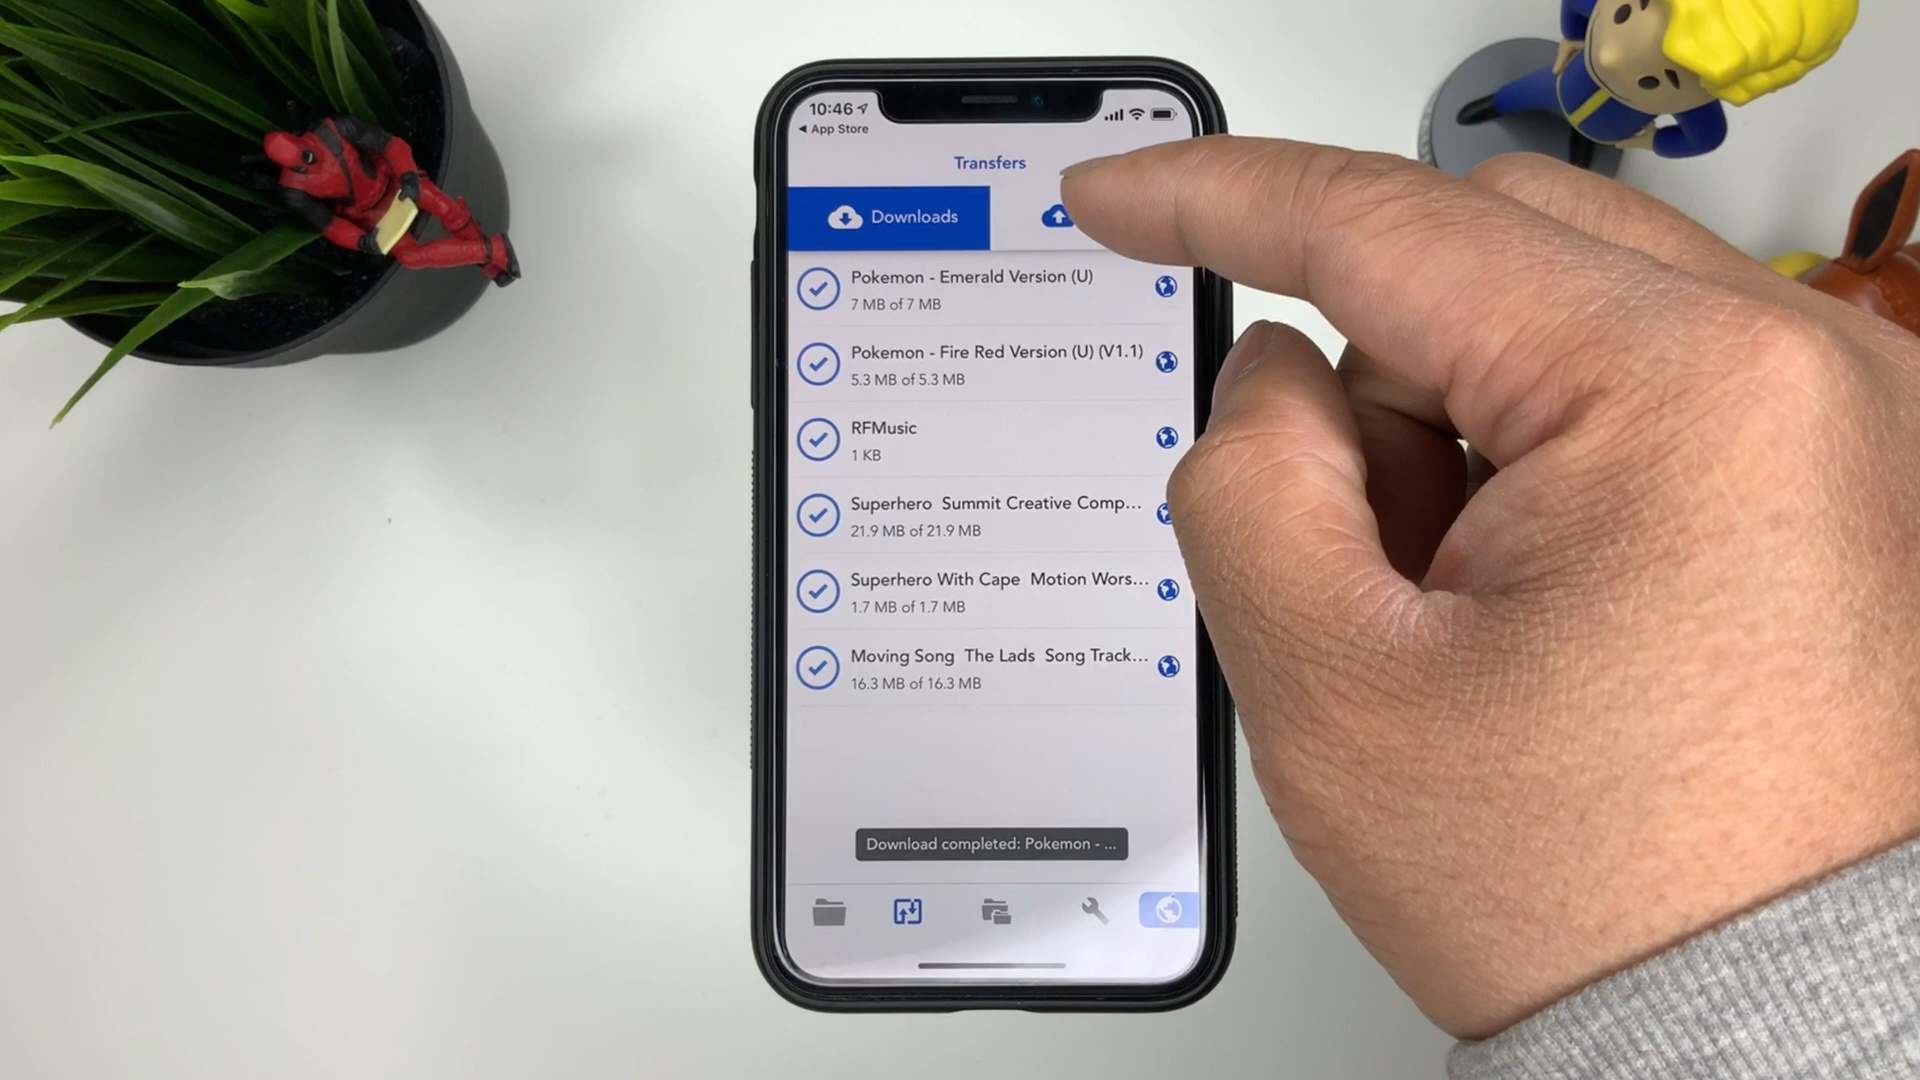 10:46
◀ App Store
Transfers
Downloads
Pokemon - Emerald Version (U)
7 MB of 7 MB
Pokemon - Fire Red Version (U) (V1.1)
5.3 MB of 5.3 MB
RFMusic
1 KB
Superhero Summit Creative Comp...
21.9 MB of 21.9 MB
Superhero With Cape Motion Wors...
1.7 MB of 1.7 MB
Moving Song The Lads Song Track...
16.3 MB of 16.3 MB
Download completed: Pokemon - ...